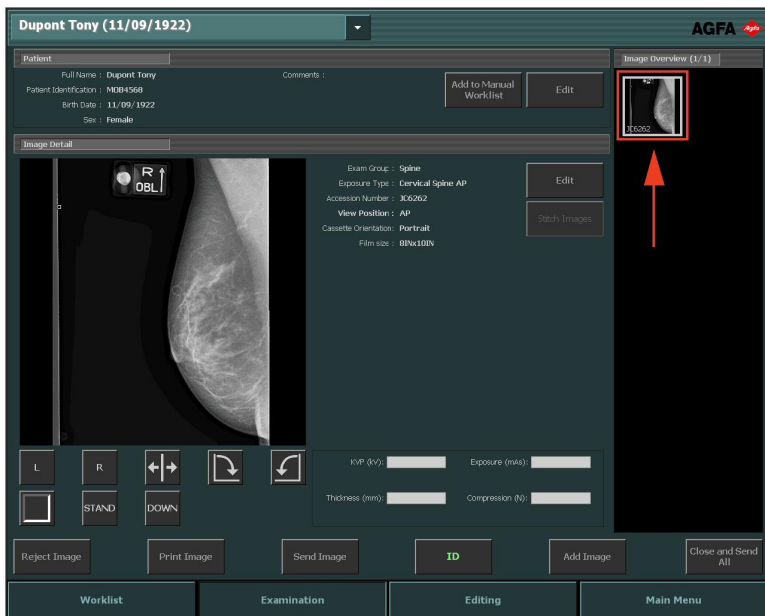 Dupont Tony (11/09/1922)
AGFA Agfa
Patient
Full Name : Dupont Tony
Patient Identification : MOB4568
Birth Date : 11/09/1922
Sex : Female
Comments :
Add to Manual
Worklist
Edit
Image Overview (1/1)
JC6262
Image Detail
R
OBL
Exam Group : Spine
Exposure Type : Cervical Spine AP
Accession Number : JC6262
View Position : AP
Cassette Orientation: Portrait
Film size : 8INx10IN
Edit
Stitch Images
L
R
STAND
DOWN
KVP (kV):
Exposure (mAs):
Thickness (mm):
Compression (N):
Reject Image
Print Image
Send Image
ID
Add Image
Close and Send
All
Worklist
Examination
Editing
Main Menu